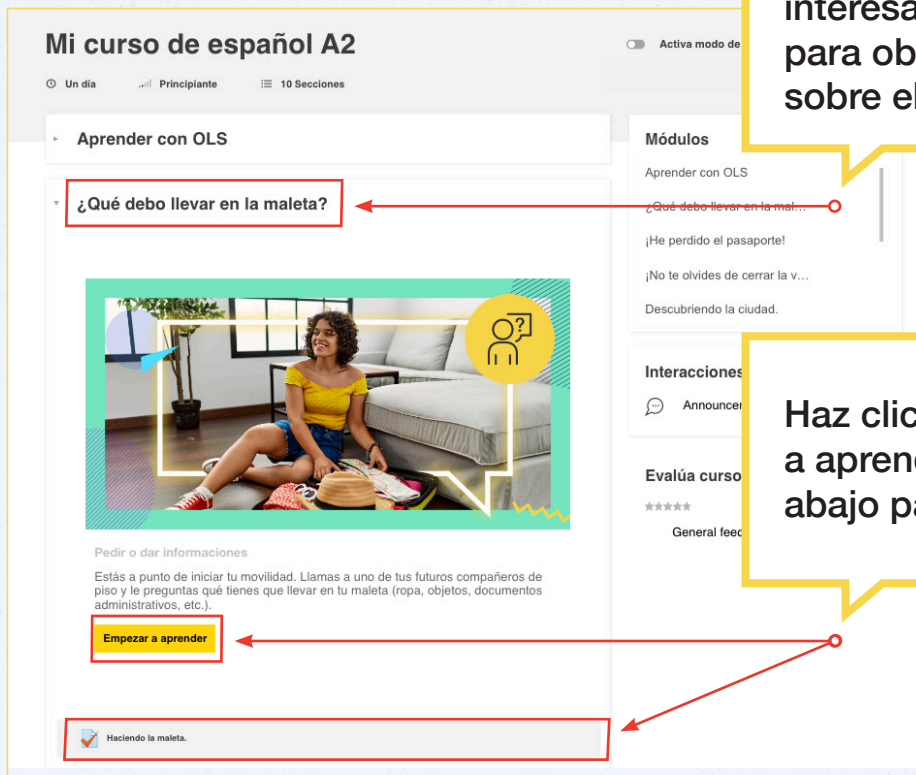 interesa
para ob
sobre el
Mi curso de español A2
Activa modo de
Un día Principiante 10 Secciones
Aprender con OLS
¿Qué debo llevar en la maleta?
Módulos
Aprender con OLS
¿Qué debo llevar en la mal…
¡He perdido el pasaporte!
¡No te olvides de cerrar la v…
Descubriendo la ciudad.
Interacciones
Announcer
Evalúa curso
General feed
Haz clic
a aprend
abajo pa
Pedir o dar informaciones
Estás a punto de iniciar tu movilidad. Llamas a uno de tus futuros compañeros de
piso y le preguntas qué tienes que llevar en tu maleta (ropa, objetos, documentos
administrativos, etc.).
Empezar a aprender
Haciendo la maleta.